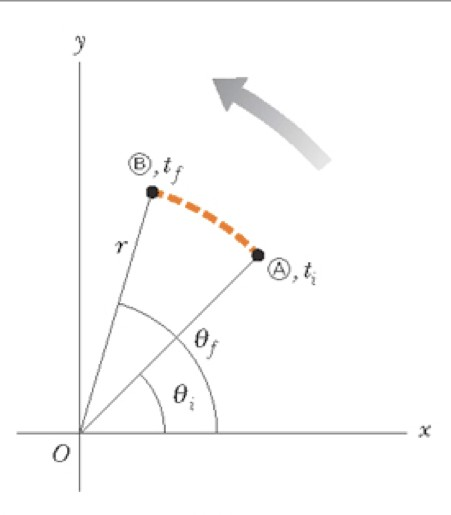 y
Ⓑ, t_f
r
Ⓐ, t_i
θ_f
θ_i
x
O